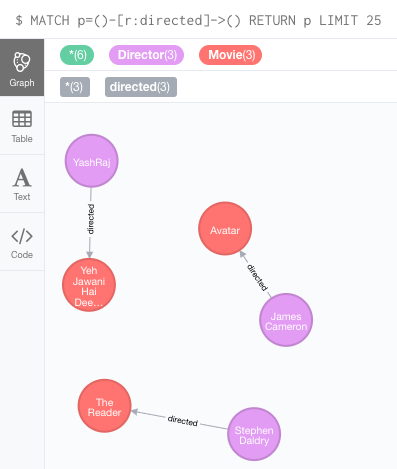 $ MATCH p=()-[r:directed]->() RETURN p LIMIT 25
*(6) Director(3) Movie(3)
*(3) directed(3)
Graph
Table
Text
Code
YashRaj
directed
Yeh
Jawani
Hai
Dee...
Avatar
directed
James
Cameron
The
Reader
directed
Stephen
Daldry